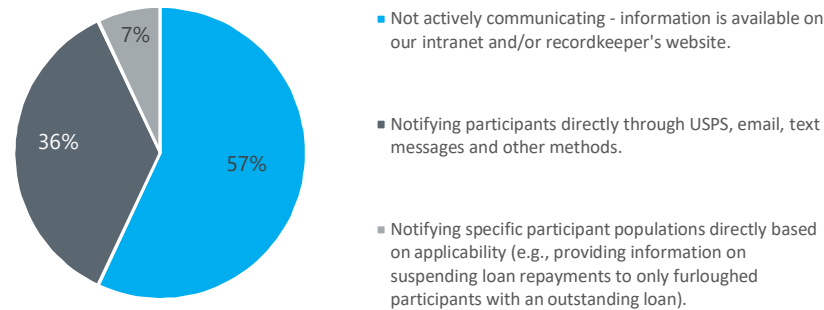 7%
36%
57%
Not actively communicating - information is available on
our intranet and/or recordkeeper's website.
Notifying participants directly through USPS, email, text
messages and other methods.
Notifying specific participant populations directly based
on applicability (e.g., providing information on
suspending loan repayments to only furloughed
participants with an outstanding loan).